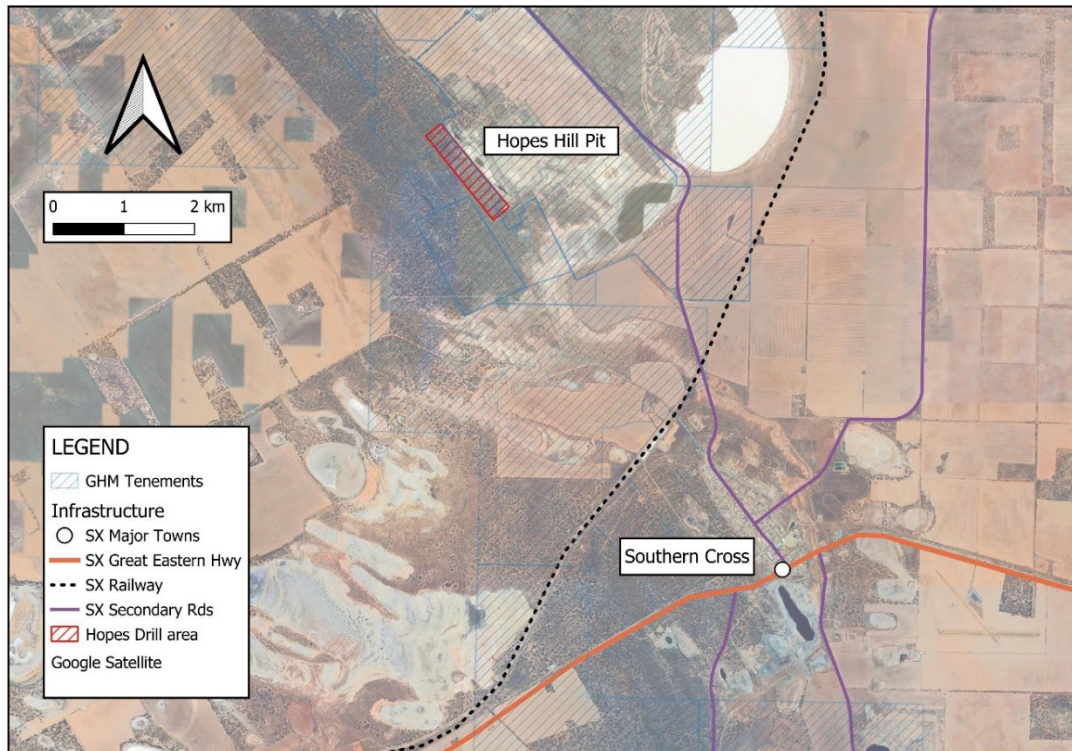 Hopes Hill Pit
0 1 2 km
LEGEND
GHM Tenements
Infrastructure
SX Major Towns
SX Great Eastern Hwy
SX Railway
SX Secondary Rds
Hopes Drill area
Google Satellite
Southern Cross